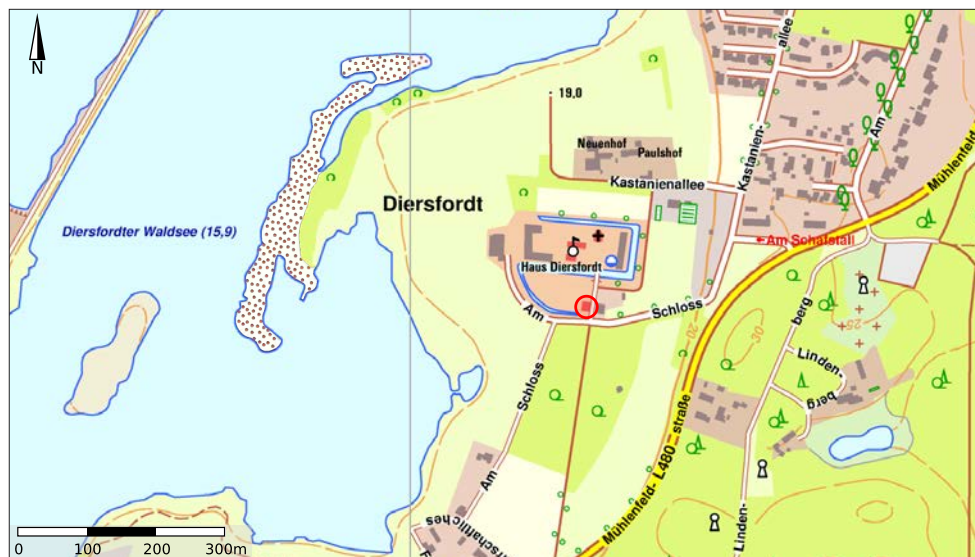 N
allee
19,0
Am
Neuenhof
Paulshof
Kastanien-
Mühlenfeld
Kastanienallee
Diersfordt
Diersfordter Waldsee (15,9)
Am Schafstall
Haus Diersfordt
Am
Schloss
berg
25
20
30
Linden-
berg
Schloss
straße
L480
Am
Mühlenfeld-
Linden-
erschaftliches
0 100 200 300m